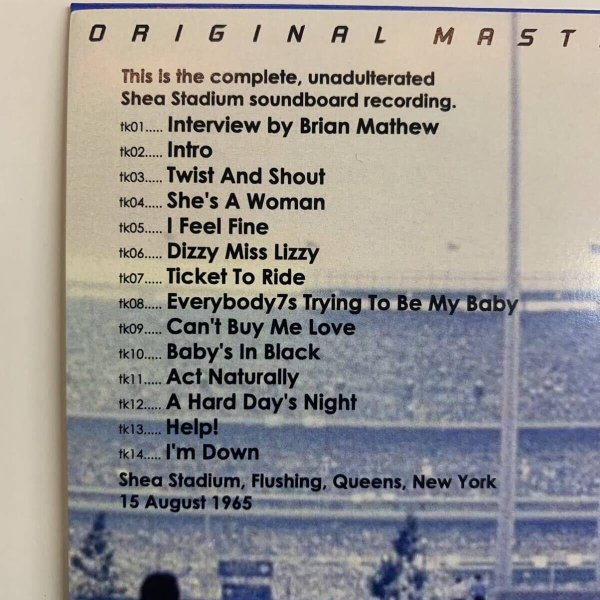 ORIGINAL MAST
This is the complete, unadulterated
Shea Stadium soundboard recording.
tk01..... Interview by Brian Mathew
tk02..... Intro
tk03..... Twist And Shout
tk04..... She's A Woman
tk05..... I Feel Fine
tk06..... Dizzy Miss Lizzy
tk07..... Ticket To Ride
tk08..... Everybody7s Trying To Be My Baby
tk09..... Can't Buy Me Love
tk10..... Baby's In Black
tk11..... Act Naturally
tk12..... A Hard Day's Night
tk13..... Help!
tk14..... I'm Down
Shea Stadium, Flushing, Queens, New York
15 August 1965